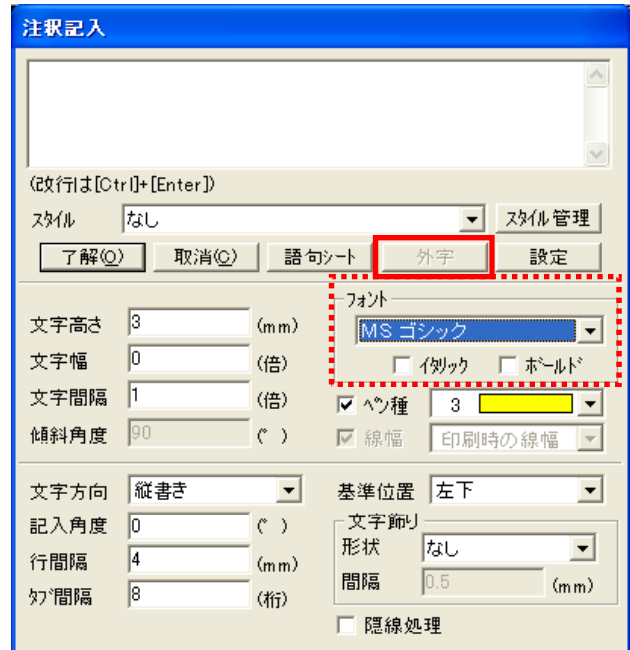 注釈記入
(改行は[Ctrl]+[Enter])
ｽﾀｲﾙ なし ｽﾀｲﾙ管理
了解(O) 取消(C) 語句ｼｰﾄ 外字 設定
文字高さ 3 (mm)
文字幅 0 (倍)
文字間隔 1 (倍)
傾斜角度 90 (°)
ﾌｫﾝﾄ
MS ゴシック
ｲﾀﾘｯｸ ﾎﾞｰﾙﾄﾞ
ﾍﾟﾝ種 3
線幅 印刷時の線幅
文字方向 縦書き
記入角度 0 (°)
行間隔 4 (mm)
ﾀﾌﾞ間隔 8 (桁)
基準位置 左下
文字飾り
形状 なし
間隔 0.5 (mm)
隠線処理